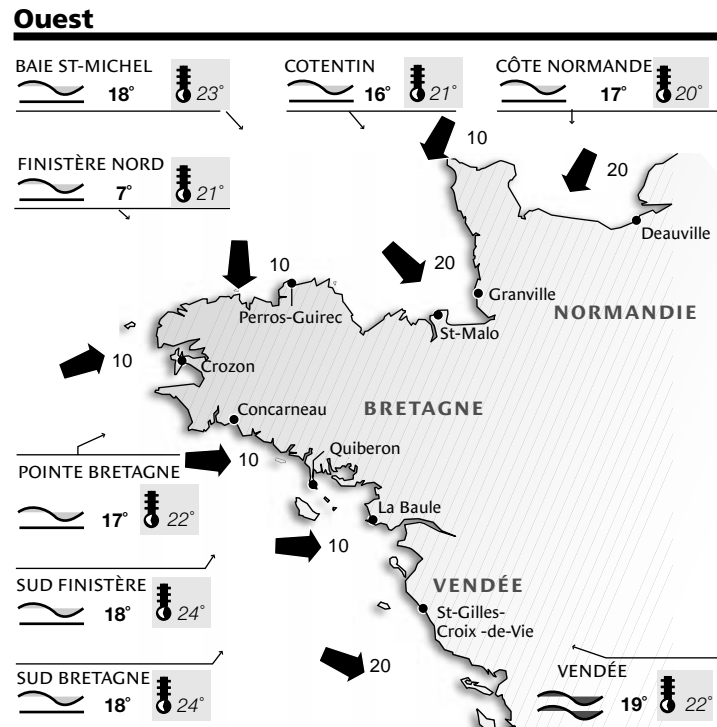 Ouest
BAIE ST-MICHEL
18° 23°
COTENTIN
16° 21°
CÔTE NORMANDE
17° 20°
10
20
FINISTÈRE NORD
7° 21°
Deauville
10
20
Granville
Perros-Guirec
NORMANDIE
St-Malo
10
Crozon
Concarneau
BRETAGNE
Quiberon
10
POINTE BRETAGNE
17° 22°
La Baule
10
SUD FINISTÈRE
18° 24°
VENDÉE
St-Gilles-
Croix -de-Vie
20
SUD BRETAGNE
18° 24°
VENDÉE
19° 22°